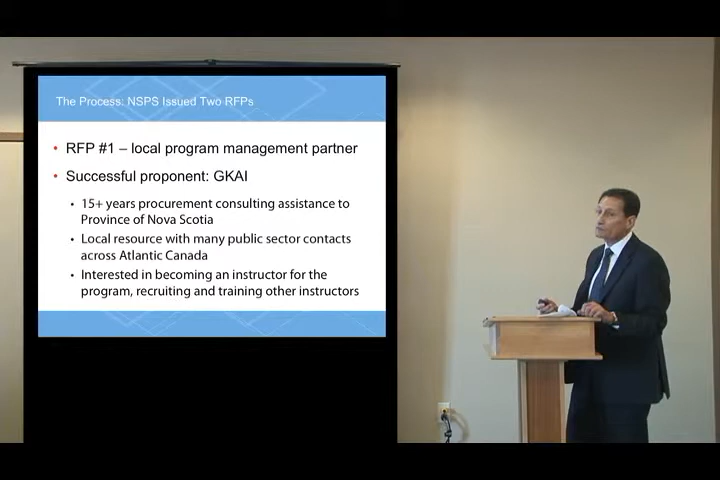 The Process: NSPS Issued Two RFPs
• RFP #1 – local program management partner
• Successful proponent: GKAI
• 15+ years procurement consulting assistance to
Province of Nova Scotia
• Local resource with many public sector contacts
across Atlantic Canada
• Interested in becoming an instructor for the
program, recruiting and training other instructors